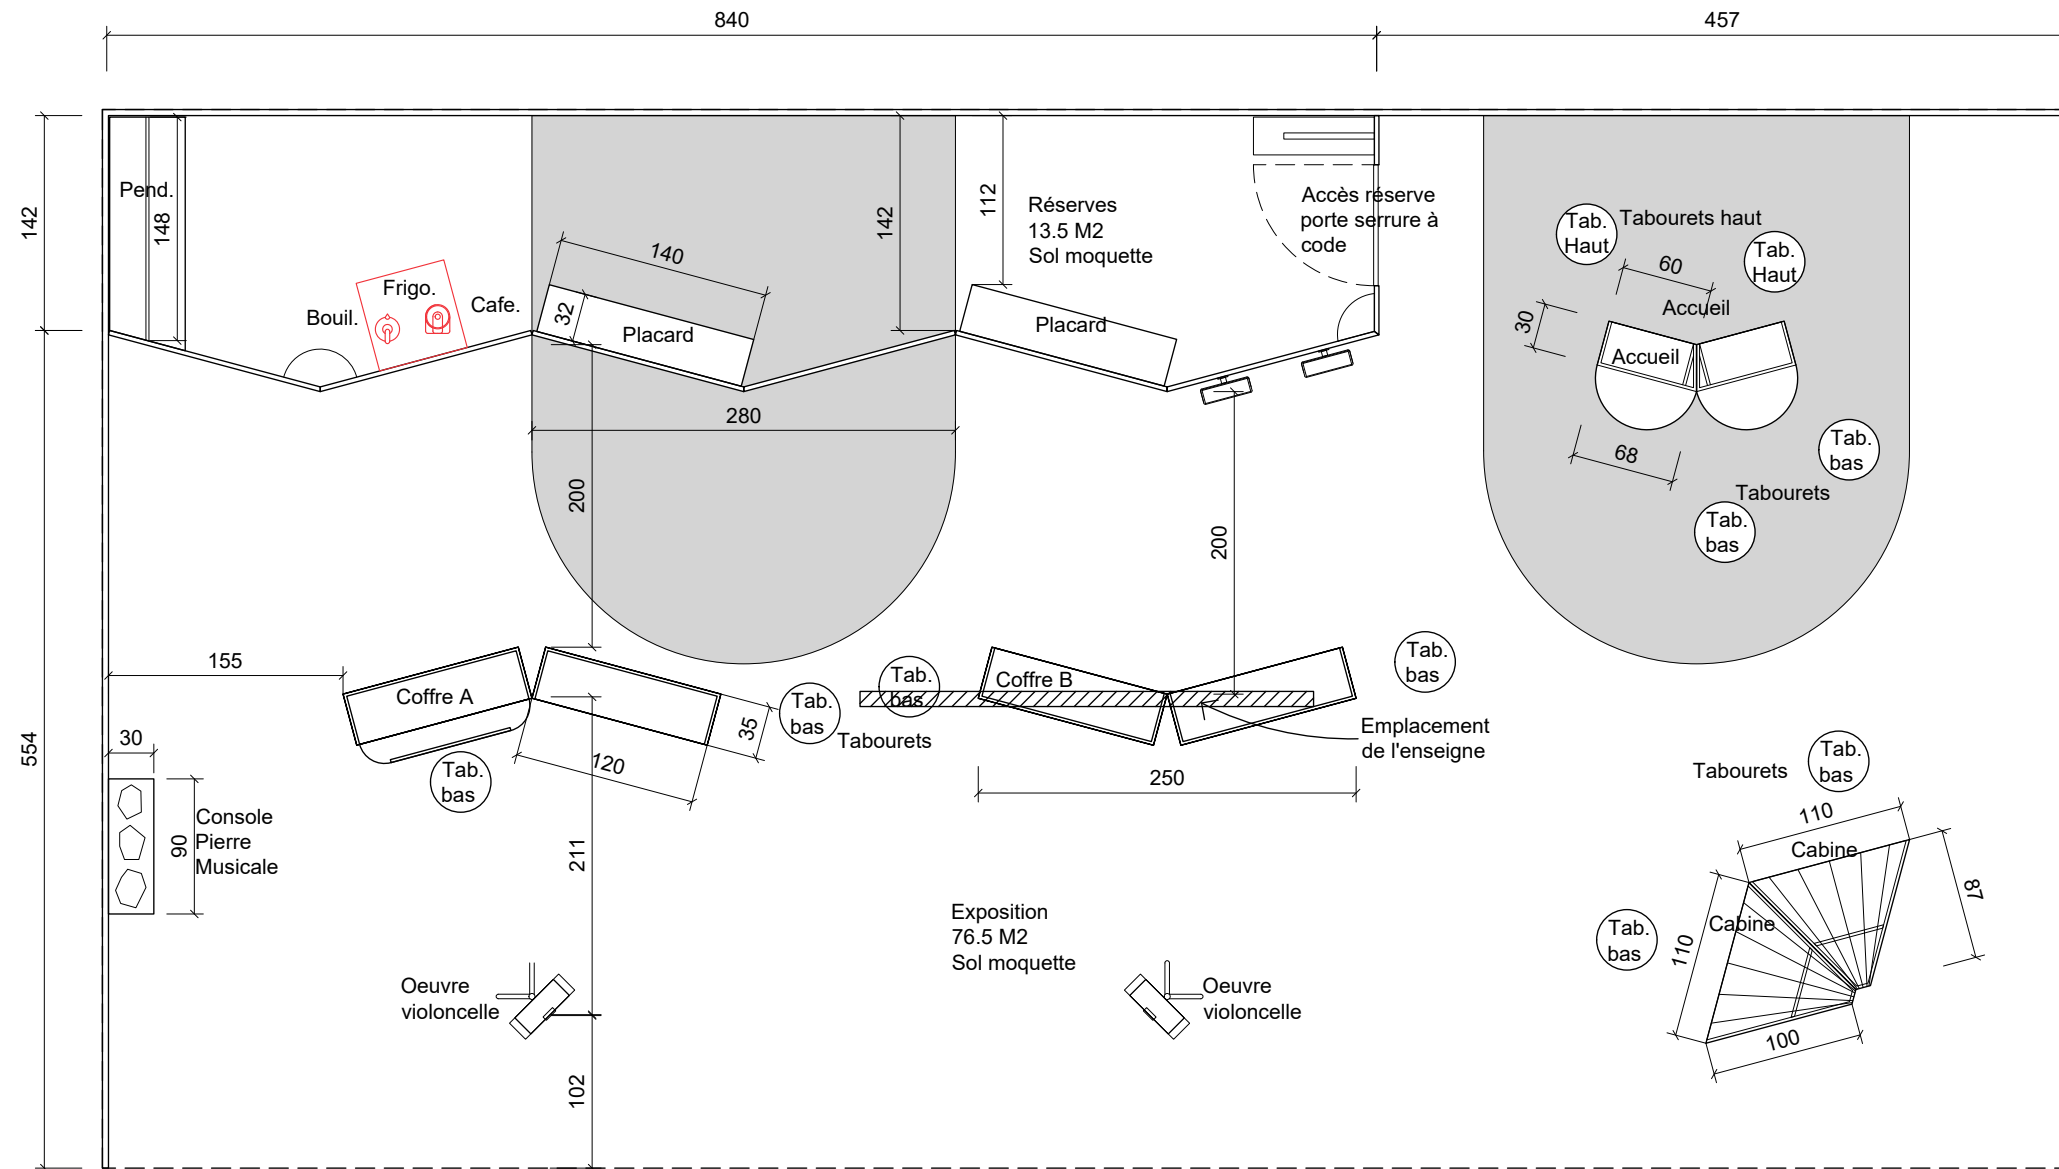 840
457
142
Pend.
148
Frigo.
Bouil.
Cafe.
140
32
Placard
142
112
Réserves
13.5 M2
Sol moquette
Placard
Accès réserve
porte serrure à
code
Tab.
Haut
Tabourets haut
Tab.
Haut
60
Accueil
30
Accueil
68
Tab.
bas
Tabourets
Tab.
bas
280
200
200
554
155
Coffre A
35
120
Tab.
bas
Tab.
bas
Tabourets
Tab.
bas
Coffre B
Tab.
bas
Emplacement
de l'enseigne
250
30
90
Console
Pierre
Musicale
211
Tabourets
Tab.
bas
110
Cabine
87
Tab.
bas
Cabine
110
100
Exposition
76.5 M2
Sol moquette
Oeuvre
violoncelle
Oeuvre
violoncelle
102